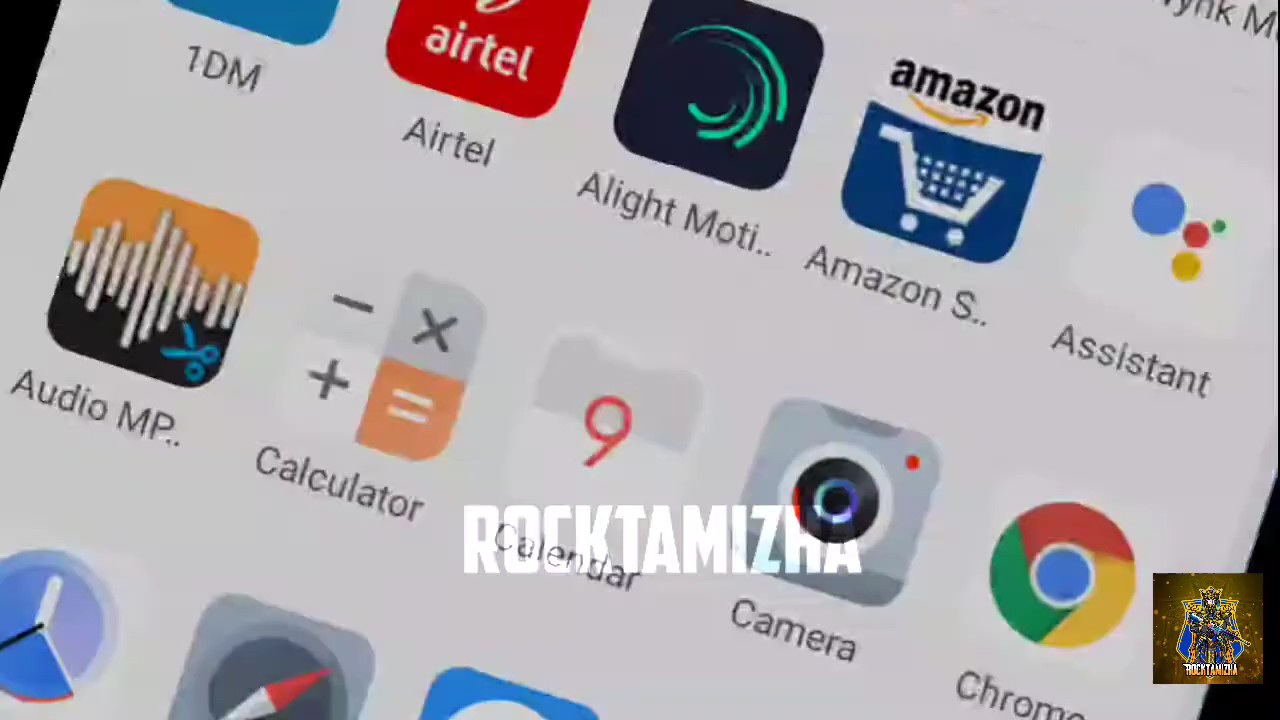 1DM
airtel
Airtel
Alight Moti..
amazon
Amazon S..
Assistant
Audio MP..
Calculator
9
Calendar
Camera
Chrome
ROCKTAMIZHA
ROCKTAMIZHA